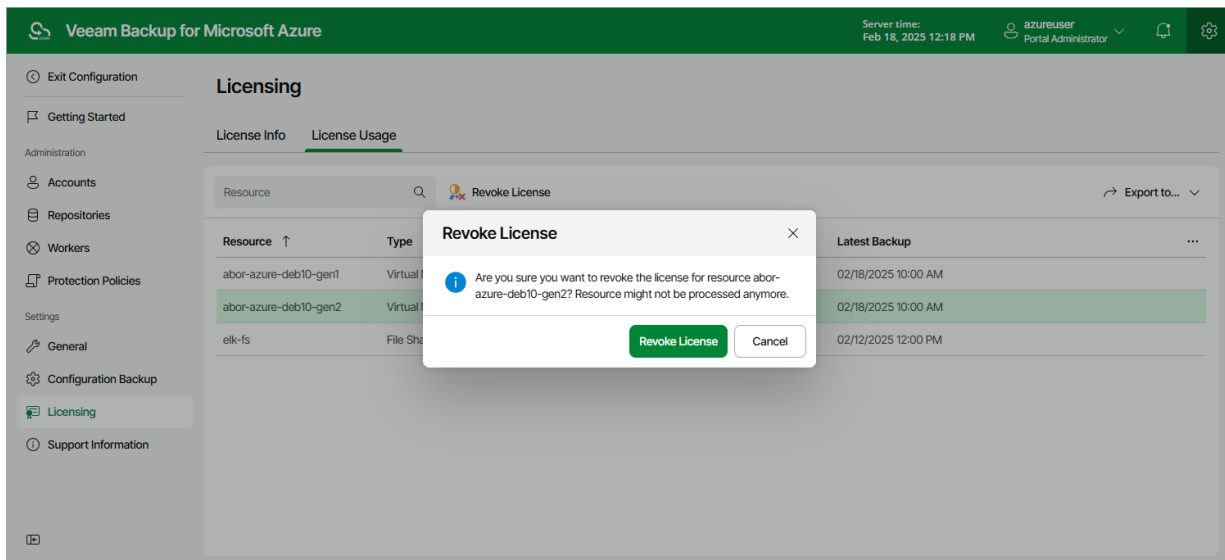 Veeam Backup for Microsoft Azure
Server time:
Feb 18, 2025 12:18 PM
azureuser
Portal Administrator
Exit Configuration
Getting Started
Administration
Accounts
Repositories
Workers
Protection Policies
Settings
General
Configuration Backup
Licensing
Support Information
Licensing
License Info License Usage
Resource Revoke License Export to...
Resource ↑ Type Latest Backup ...
abor-azure-deb10-gen1 Virtual 02/18/2025 10:00 AM
abor-azure-deb10-gen2 Virtual 02/18/2025 10:00 AM
elk-fs File 02/12/2025 12:00 PM
Revoke License
Are you sure you want to revoke the license for resource abor-
azure-deb10-gen2? Resource might not be processed anymore.
Revoke License Cancel